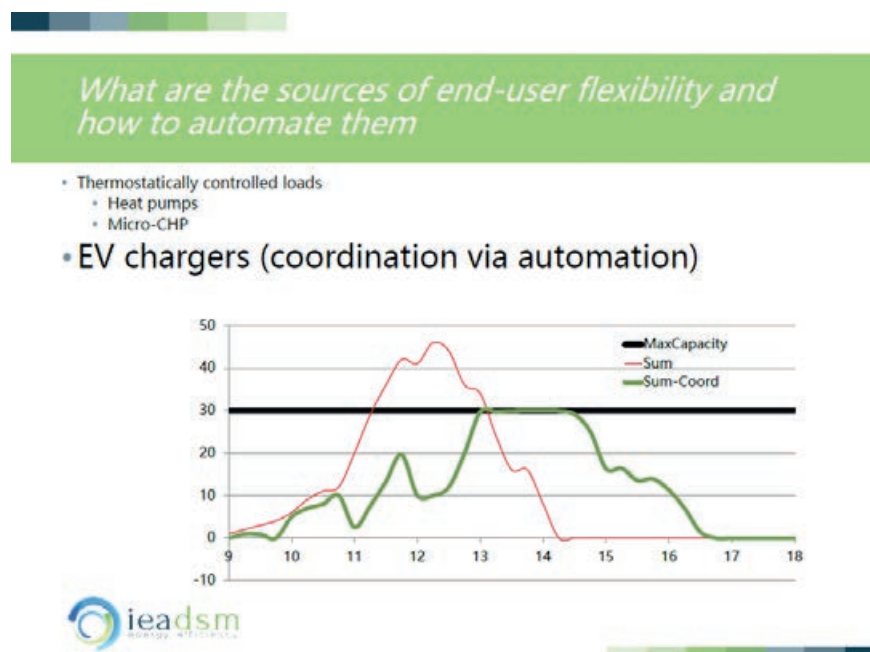 What are the sources of end-user flexibility and
how to automate them
• Thermostatically controlled loads
• Heat pumps
• Micro-CHP
• EV chargers (coordination via automation)
50
MaxCapacity
40
Sum
Sum-Coord
30
20
10
0
9 10 11 12 13 14 15 16 17 18
-10
ieadsm
energy efficiency